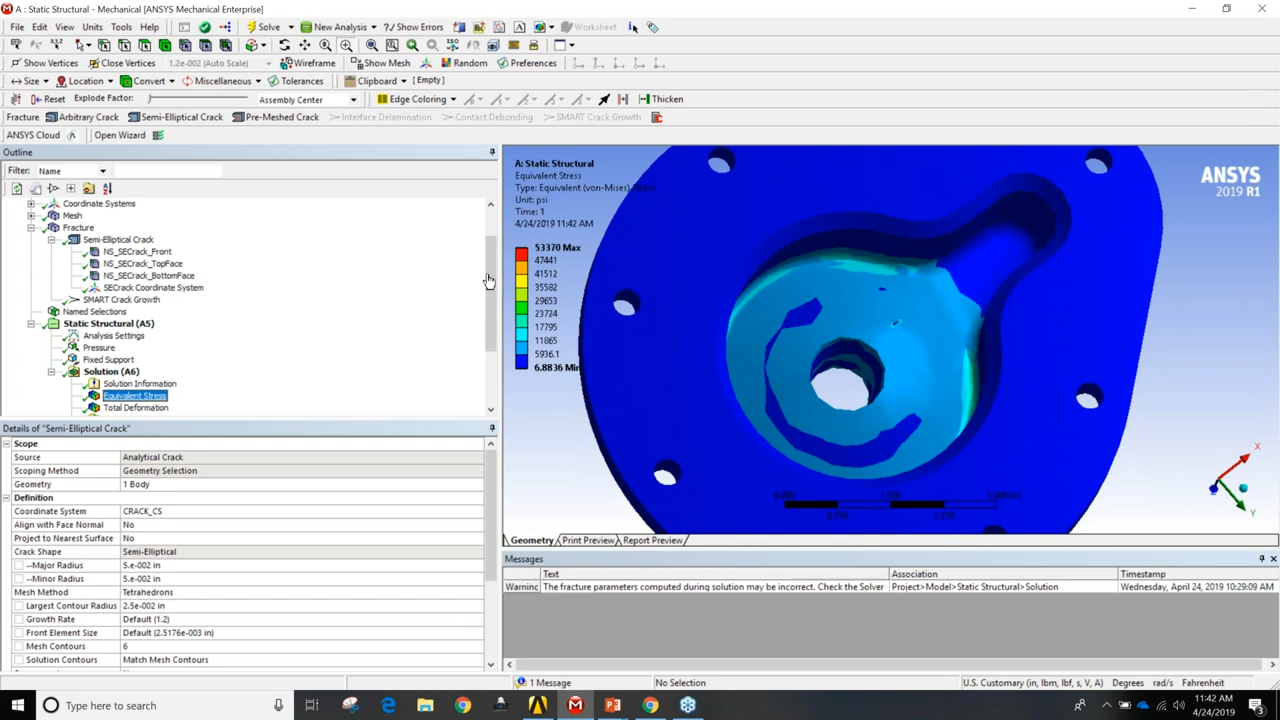 A : Static Structural - Mechanical [ANSYS Mechanical Enterprise]
File Edit View Units Tools Help Solve New Analysis ?/ Show Errors Worksheet
Show Vertices Close Vertices 1.2e-002 (Auto Scale) Wireframe Show Mesh Random Preferences
Size Location Convert Miscellaneous Tolerances Clipboard [ Empty ]
Reset Explode Factor: Assembly Center Edge Coloring Thicken
Fracture Arbitrary Crack Semi-Elliptical Crack Pre-Meshed Crack Interface Delamination Contact Debonding SMART Crack Growth
ANSYS Cloud Open Wizard
Outline
Filter: Name
Coordinate Systems
Mesh
Fracture
Semi-Elliptical Crack
NS_SECrack_Front
NS_SECrack_TopFace
NS_SECrack_BottomFace
SECrack Coordinate System
SMART Crack Growth
Named Selections
Static Structural (A5)
Analysis Settings
Pressure
Fixed Support
Solution (A6)
Solution Information
Equivalent Stress
Total Deformation
Details of "Semi-Elliptical Crack"
Scope
Source Analytical Crack
Scoping Method Geometry Selection
Geometry 1 Body
Definition
Coordinate System CRACK_CS
Align with Face Normal No
Project to Nearest Surface No
Crack Shape Semi-Elliptical
--Major Radius 5.e-002 in
--Minor Radius 5.e-002 in
Mesh Method Tetrahedrons
Largest Contour Radius 2.5e-002 in
Growth Rate Default (1.2)
Front Element Size Default (2.5176e-003 in)
Mesh Contours 6
Solution Contours Match Mesh Contours
A: Static Structural
Equivalent Stress
Type: Equivalent (von-Mises) Stress
Unit: psi
Time: 1
4/24/2019 11:42 AM
53370 Max
47441
41512
35582
29653
23724
17795
11865
5936.1
6.8836 Min
ANSYS
2019 R1
X
Y
0.000
Geometry Print Preview Report Preview
Messages
Text Association Timestamp
Warning The fracture parameters computed during solution may be incorrect. Check the Solver Project>Model>Static Structural>Solution Wednesday, April 24, 2019 10:29:09 AM
1 Message No Selection U.S. Customary (in, lbm, lbf, s, V, A) Degrees rad/s Fahrenheit
Type here to search
11:42 AM
4/24/2019